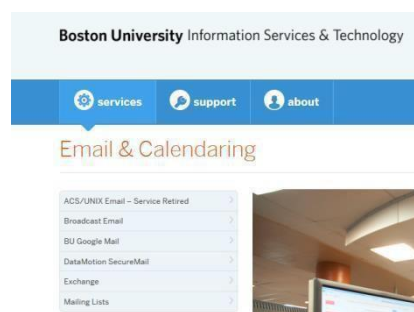 Boston University Information Services & Technology
services support about
Email & Calendaring
ACS/UNIX Email – Service Retired
Broadcast Email
BU Google Mail
DataMotion SecureMail
Exchange
Mailing Lists